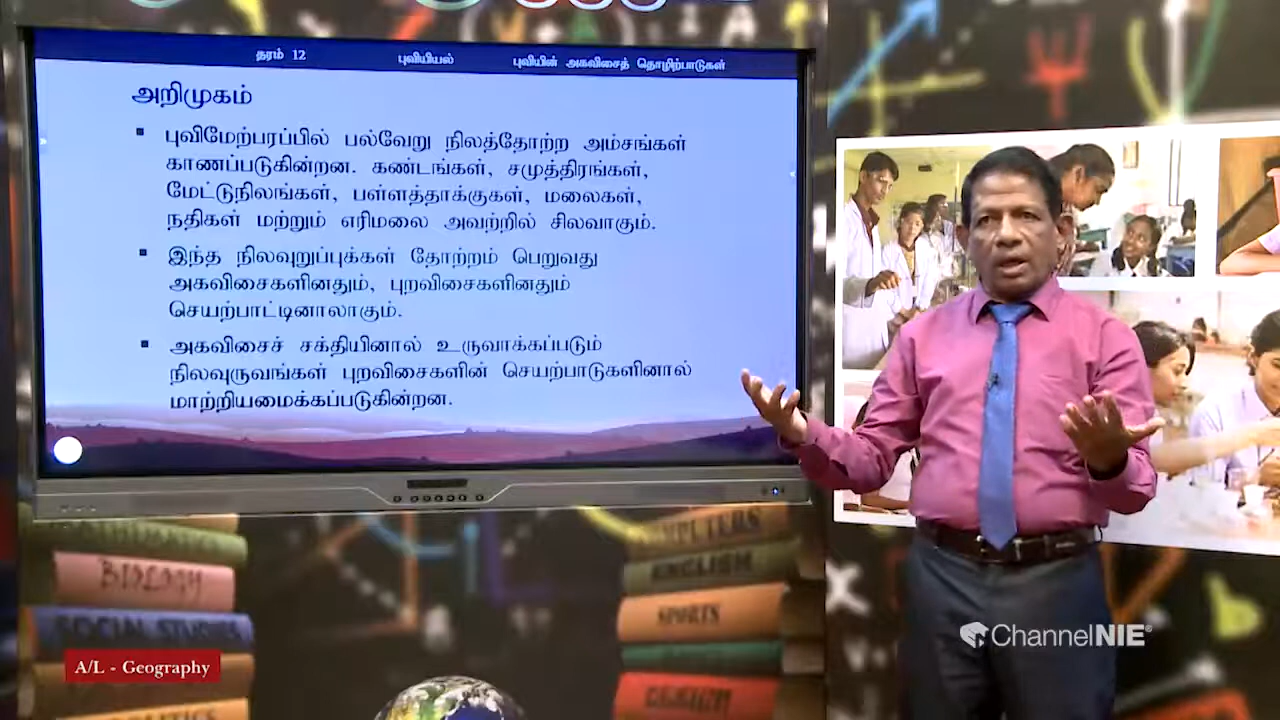 தரம் 12 புவியியல் புவியின் அகவிசைத் தொழிற்பாடுகள்
அறிமுகம்
▪ புவிமேற்பரப்பில் பல்வேறு நிலத்தோற்ற அம்சங்கள்
காணப்படுகின்றன. கண்டங்கள், சமுத்திரங்கள்,
மேட்டுநிலங்கள், பள்ளத்தாக்குகள், மலைகள்,
நதிகள் மற்றும் எரிமலை அவற்றில் சிலவாகும்.
▪ இந்த நிலவுறுப்புக்கள் தோற்றம் பெறுவது
அகவிசைகளினதும், புறவிசைகளினதும்
செயற்பாட்டினாலாகும்.
▪ அகவிசைச் சக்தியினால் உருவாக்கப்படும்
நிலவுருவங்கள் புறவிசைகளின் செயற்பாடுகளினால்
மாற்றியமைக்கப்படுகின்றன.
BIOLOGY
SOCIAL STUDIES
ENGLISH
SPORTS
DESIGN
A/L - Geography
ChannelNIE